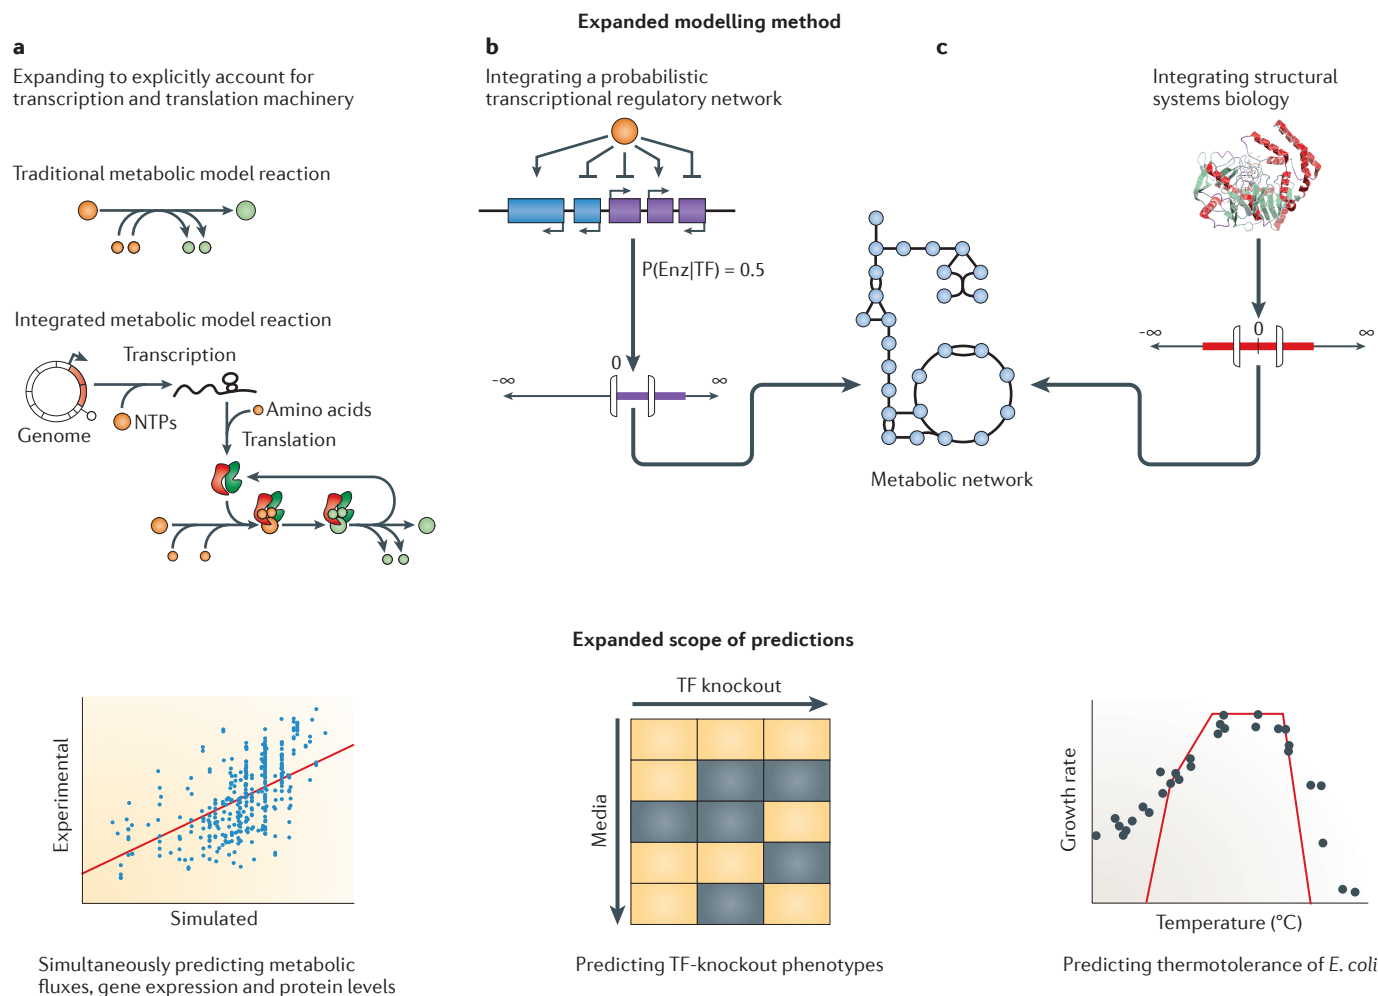 Expanded modelling method
a
Expanding to explicitly account for
transcription and translation machinery
Traditional metabolic model reaction
Integrated metabolic model reaction
Transcription
NTPs
Genome
Amino acids
Translation
b
Integrating a probabilistic
transcriptional regulatory network
P(Enz|TF) = 0.5
0
-∞
∞
Metabolic network
c
Integrating structural
systems biology
-∞
0
∞
Expanded scope of predictions
Experimental
Simulated
Simultaneously predicting metabolic
fluxes, gene expression and protein levels
TF knockout
Media
Predicting TF-knockout phenotypes
Growth rate
Temperature (°C)
Predicting thermotolerance of E. coli